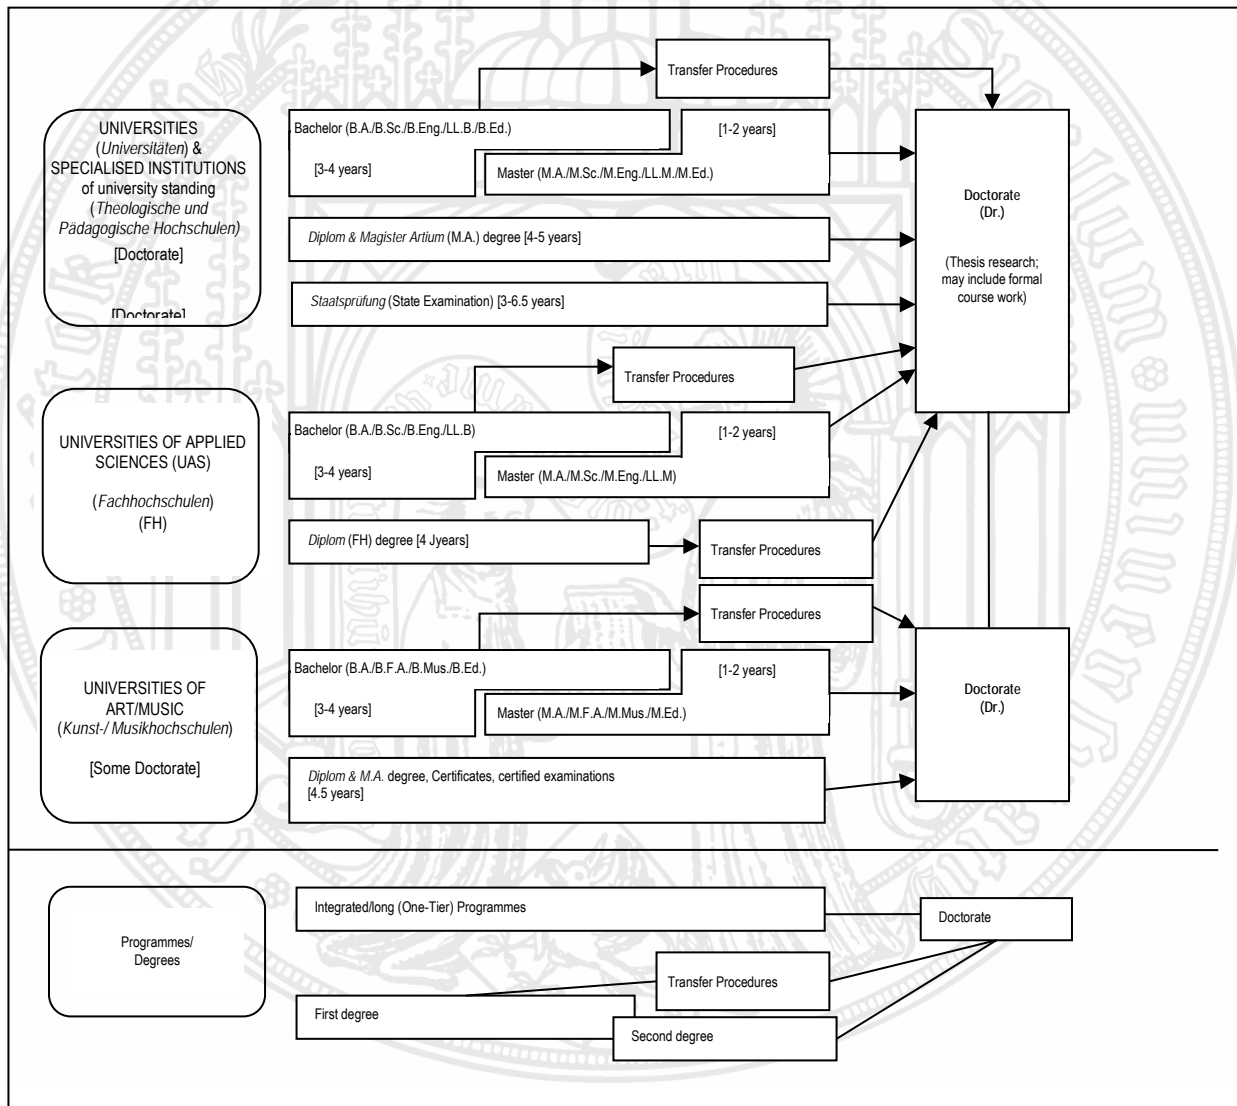 Transfer Procedures
UNIVERSITIES
(Universitäten) &
SPECIALISED INSTITUTIONS
of university standing
(Theologische und
Pädagogische Hochschulen)
[Doctorate]
[Doctorate]
Bachelor (B.A./B.Sc./B.Eng./LL.B./B.Ed.)
[3-4 years]
[1-2 years]
Master (M.A./M.Sc./M.Eng./LL.M./M.Ed.)
Diplom & Magister Artium (M.A.) degree [4-5 years]
Staatsprüfung (State Examination) [3-6.5 years]
Doctorate
(Dr.)
(Thesis research;
may include formal
course work)
Transfer Procedures
UNIVERSITIES OF APPLIED
SCIENCES (UAS)
(Fachhochschulen)
(FH)
Bachelor (B.A./B.Sc./B.Eng./LL.B)
[3-4 years]
[1-2 years]
Master (M.A./M.Sc./M.Eng./LL.M)
Diplom (FH) degree [4 Jyears]
Transfer Procedures
Transfer Procedures
UNIVERSITIES OF
ART/MUSIC
(Kunst-/ Musikhochschulen)
[Some Doctorate]
Bachelor (B.A./B.F.A./B.Mus./B.Ed.)
[3-4 years]
[1-2 years]
Master (M.A./M.F.A./M.Mus./M.Ed.)
Diplom & M.A. degree, Certificates, certified examinations
[4.5 years]
Doctorate
(Dr.)
Programmes/
Degrees
Integrated/long (One-Tier) Programmes
Doctorate
Transfer Procedures
First degree
Second degree